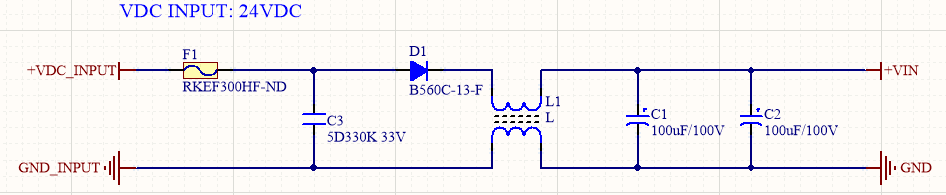 VDC INPUT: 24VDC
F1
D1
+VDC_INPUT
+VIN
RKEF300HF-ND
B560C-13-F
L1
L
C3
5D330K 33V
C1
100uF/100V
C2
100uF/100V
GND_INPUT
GND